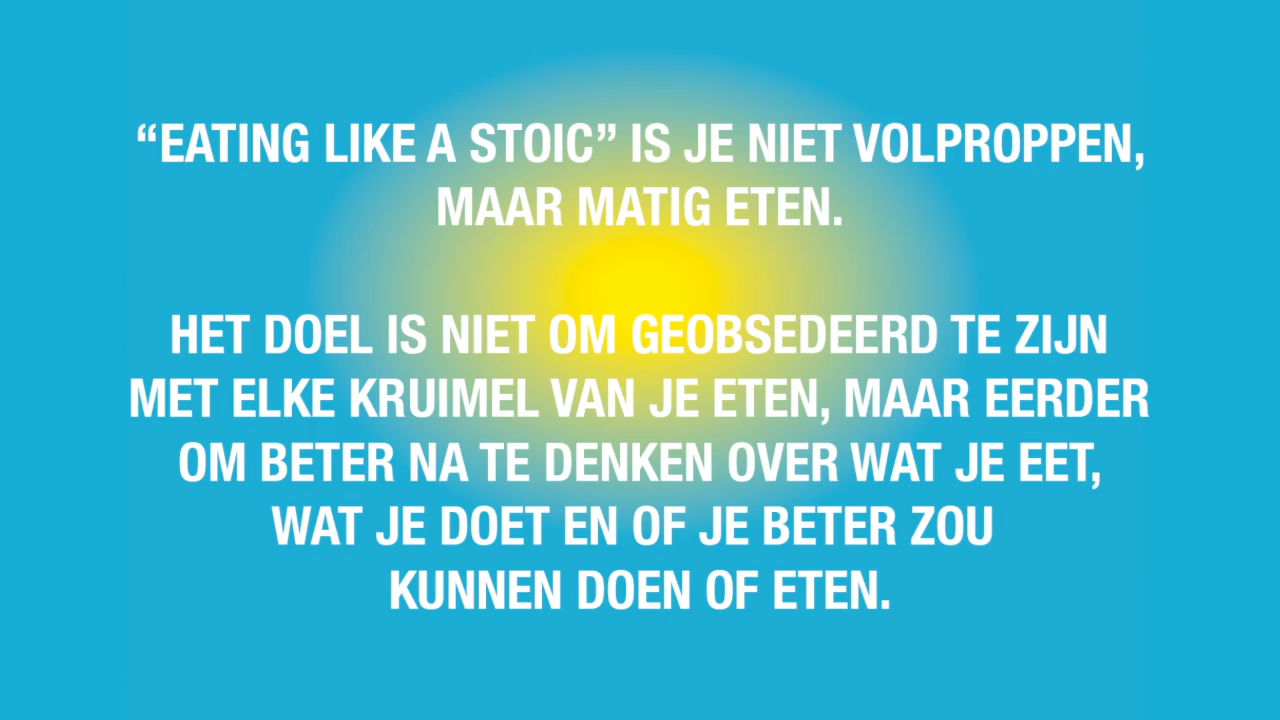 “EATING LIKE A STOIC” IS JE NIET VOLPROPPEN,
MAAR MATIG ETEN.
HET DOEL IS NIET OM GEOBSEDEERD TE ZIJN
MET ELKE KRUIMEL VAN JE ETEN, MAAR EERDER
OM BETER NA TE DENKEN OVER WAT JE EET,
WAT JE DOET EN OF JE BETER ZOU
KUNNEN DOEN OF ETEN.